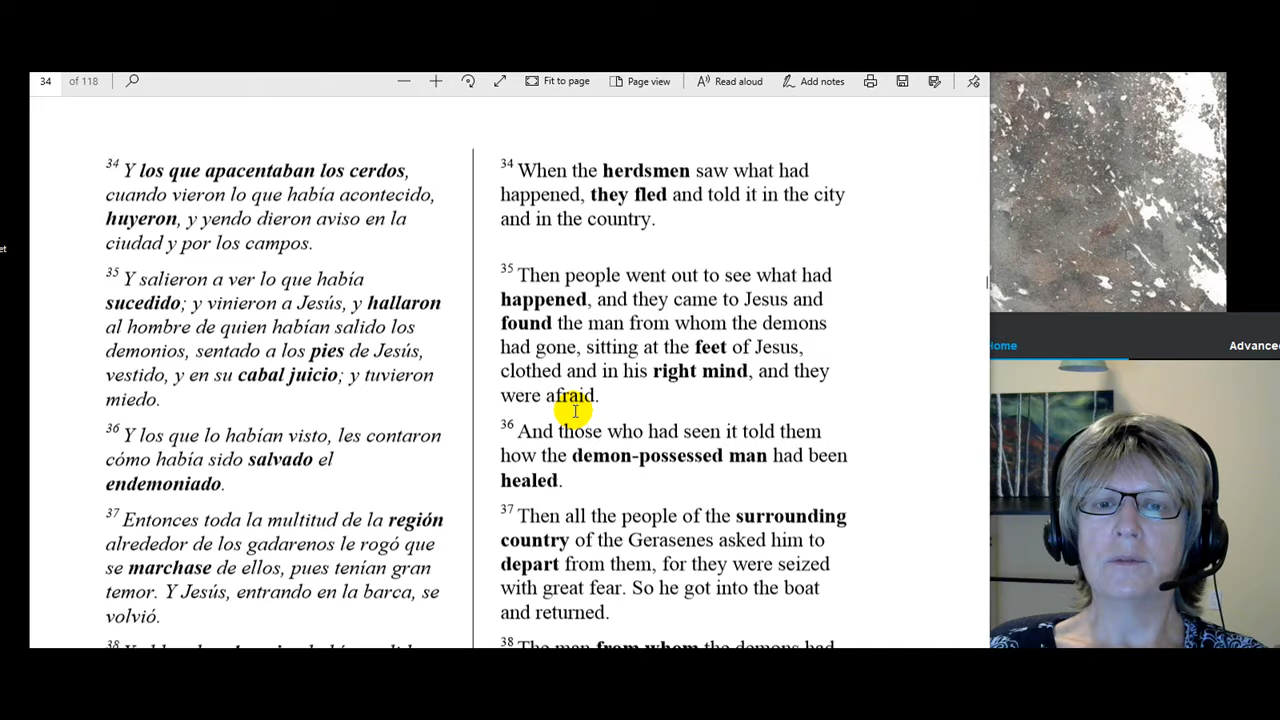 34 of 118 Fit to page Page view Read aloud Add notes
34 Y los que apacentaban los cerdos,
cuando vieron lo que había acontecido,
huyeron, y yendo dieron aviso en la
ciudad y por los campos.
35 Y salieron a ver lo que había
sucedido; y vinieron a Jesús, y hallaron
al hombre de quien habían salido los
demonios, sentado a los pies de Jesús,
vestido, y en su cabal juicio; y tuvieron
miedo.
36 Y los que lo habían visto, les contaron
cómo había sido salvado el
endemoniado.
37 Entonces toda la multitud de la región
alrededor de los gadarenos le rogó que
se marchase de ellos, pues tenían gran
temor. Y Jesús, entrando en la barca, se
volvió.
38
34 When the herdsmen saw what had
happened, they fled and told it in the city
and in the country.
35 Then people went out to see what had
happened, and they came to Jesus and
found the man from whom the demons
had gone, sitting at the feet of Jesus,
clothed and in his right mind, and they
were afraid.
36 And those who had seen it told them
how the demon-possessed man had been
healed.
37 Then all the people of the surrounding
country of the Gerasenes asked him to
depart from them, for they were seized
with great fear. So he got into the boat
and returned.
38 The man from whom the demons had
et
Home Advance